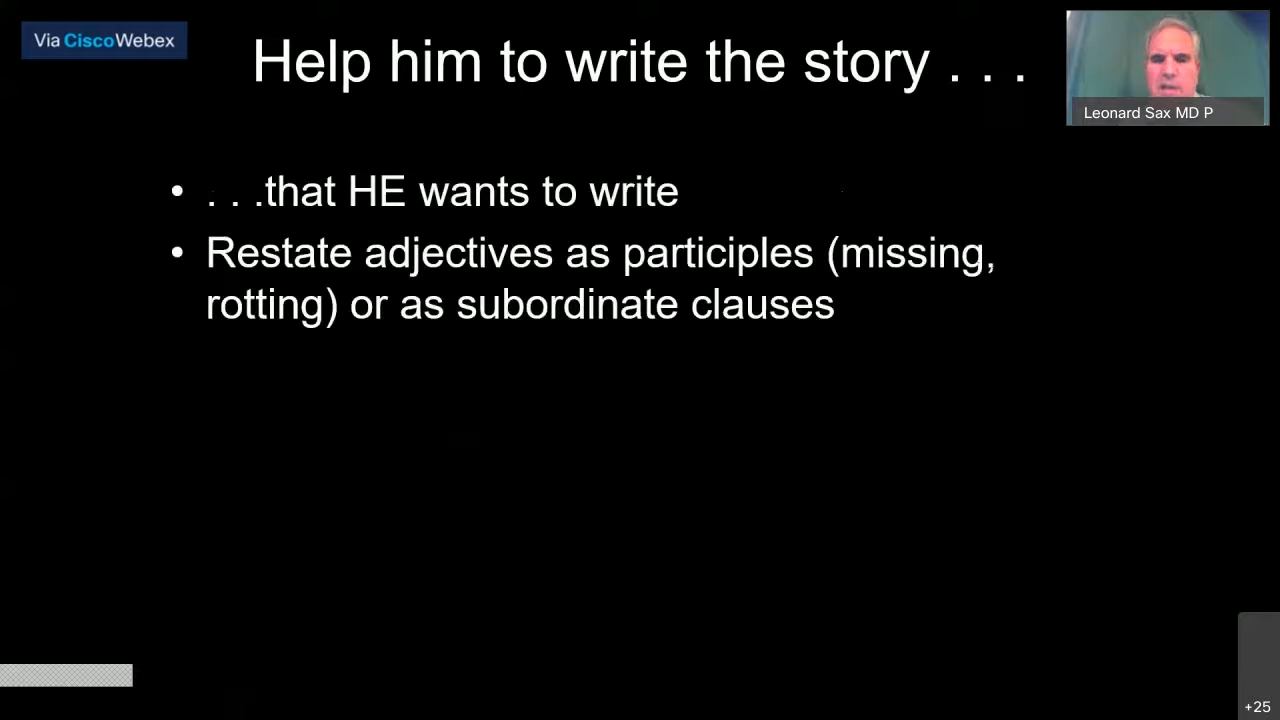 Via CiscoWebex
Help him to write the story . . .
Leonard Sax MD P
• . . .that HE wants to write
• Restate adjectives as participles (missing,
rotting) or as subordinate clauses
+25